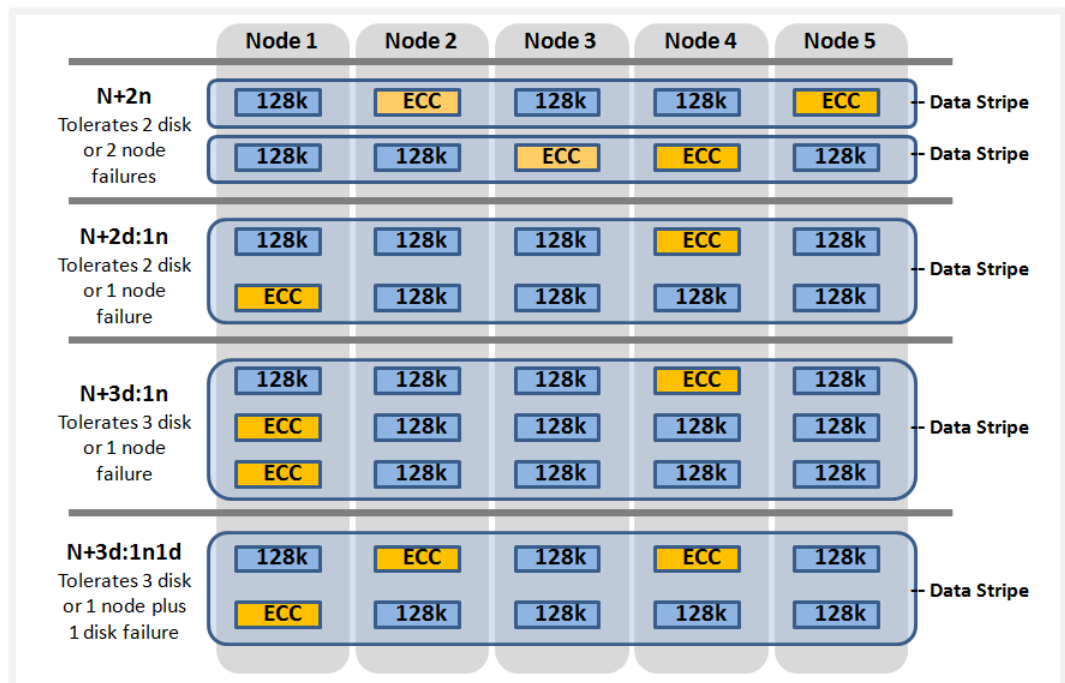 Node 1 Node 2 Node 3 Node 4 Node 5
N+2n
Tolerates 2 disk
or 2 node
failures
128k ECC 128k 128k ECC -- Data Stripe
128k 128k ECC ECC 128k -- Data Stripe
N+2d:1n
Tolerates 2 disk
or 1 node
failure
128k 128k 128k ECC 128k
-- Data Stripe
ECC 128k 128k 128k 128k
N+3d:1n
Tolerates 3 disk
or 1 node
failure
128k 128k 128k ECC 128k
ECC 128k 128k 128k 128k -- Data Stripe
ECC 128k 128k 128k 128k
N+3d:1n1d
Tolerates 3 disk
or 1 node plus
1 disk failure
128k ECC 128k ECC 128k
-- Data Stripe
ECC 128k 128k 128k 128k